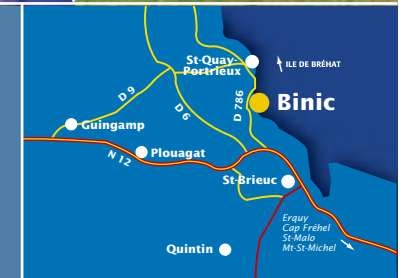 St-Quay-
Portrieux
ILE DE BRÉHAT
Binic
D 9
D 6
D 786
Guingamp
N 12
Plouagat
St-Brieuc
Erquy
Cap Fréhel
St-Malo
Mt-St-Michel
Quintin